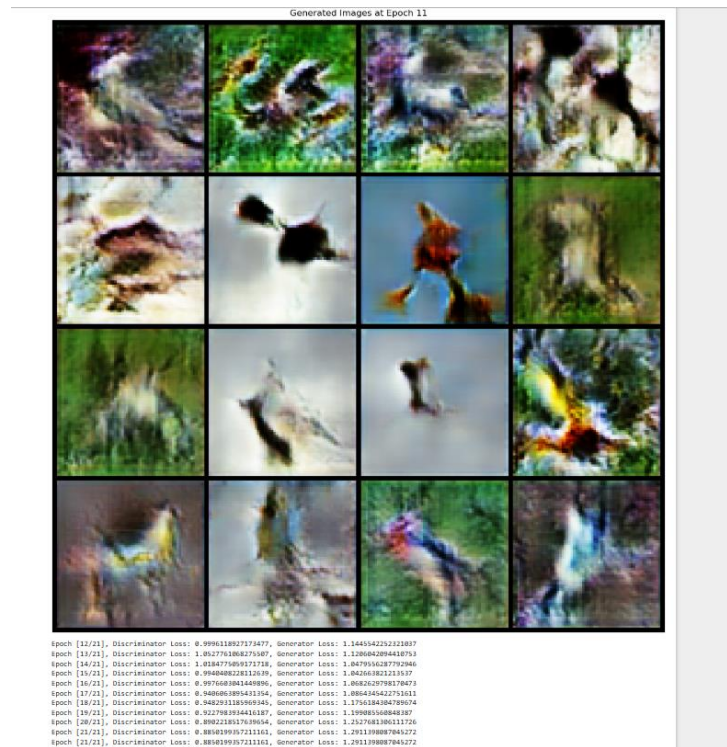 Generated Images at Epoch 11
Epoch [12/21], Discriminator Loss: 0.9996118927173477, Generator Loss: 1.1445542252321037
Epoch [13/21], Discriminator Loss: 1.0527761068275507, Generator Loss: 1.1206042094410753
Epoch [14/21], Discriminator Loss: 1.0184775059171718, Generator Loss: 1.0479556287792946
Epoch [15/21], Discriminator Loss: 0.9940408228112639, Generator Loss: 1.042663821213537
Epoch [16/21], Discriminator Loss: 0.9976603041449896, Generator Loss: 1.0682629798170473
Epoch [17/21], Discriminator Loss: 0.9406063895431354, Generator Loss: 1.0864345422751611
Epoch [18/21], Discriminator Loss: 0.9482931185969345, Generator Loss: 1.1756184304789674
Epoch [19/21], Discriminator Loss: 0.9227983934416187, Generator Loss: 1.199085560848387
Epoch [20/21], Discriminator Loss: 0.8902218517639654, Generator Loss: 1.2527681306111726
Epoch [21/21], Discriminator Loss: 0.8850199357211161, Generator Loss: 1.2911398087045272
Epoch [21/21], Discriminator Loss: 0.8850199357211161, Generator Loss: 1.2911398087045272